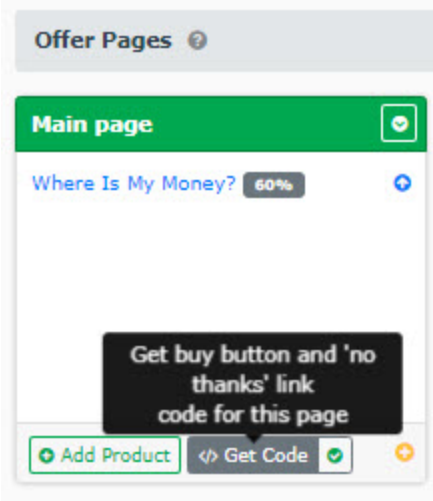 Offer Pages
Main page
Where Is My Money? 60%
Get buy button and 'no
thanks' link
code for this page
Add Product </> Get Code